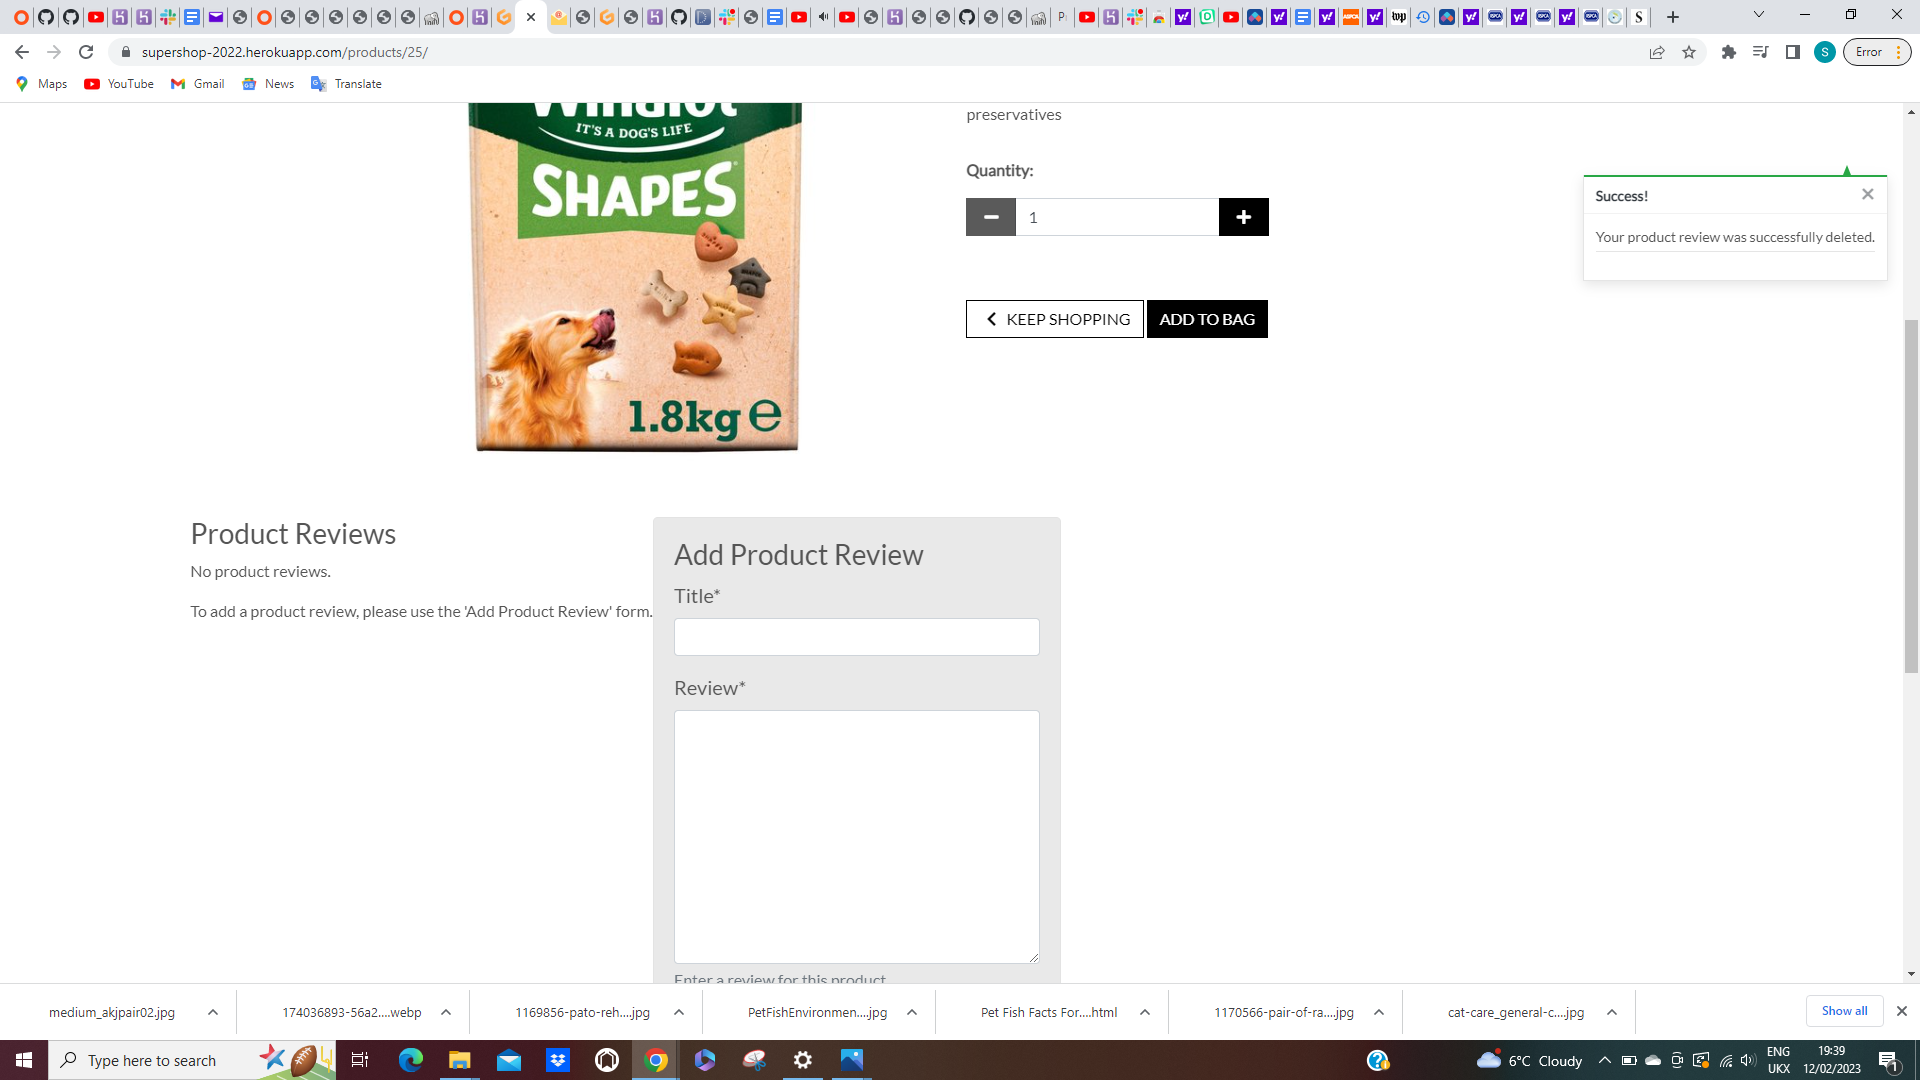 Error
supershop-2022.herokuapp.com/products/25/
S
Maps
YouTube
Gmail
News
Translate
IT'S A DOG'S LIFE
SHAPES
1.8kg e
preservatives
Quantity:
1
KEEP SHOPPING
ADD TO BAG
Success!
Your product review was successfully deleted.
Product Reviews
No product reviews.
To add a product review, please use the 'Add Product Review' form.
Add Product Review
Title*
Review*
Enter a review for this product
medium_akjpair02.jpg
174036893-56a2....webp
1169856-pato-reh....jpg
PetFishEnvironmen....jpg
Pet Fish Facts For....html
1170566-pair-of-ra....jpg
cat-care_general-c....jpg
Show all
Type here to search
6°C Cloudy
ENG
UKX
19:39
12/02/2023
1